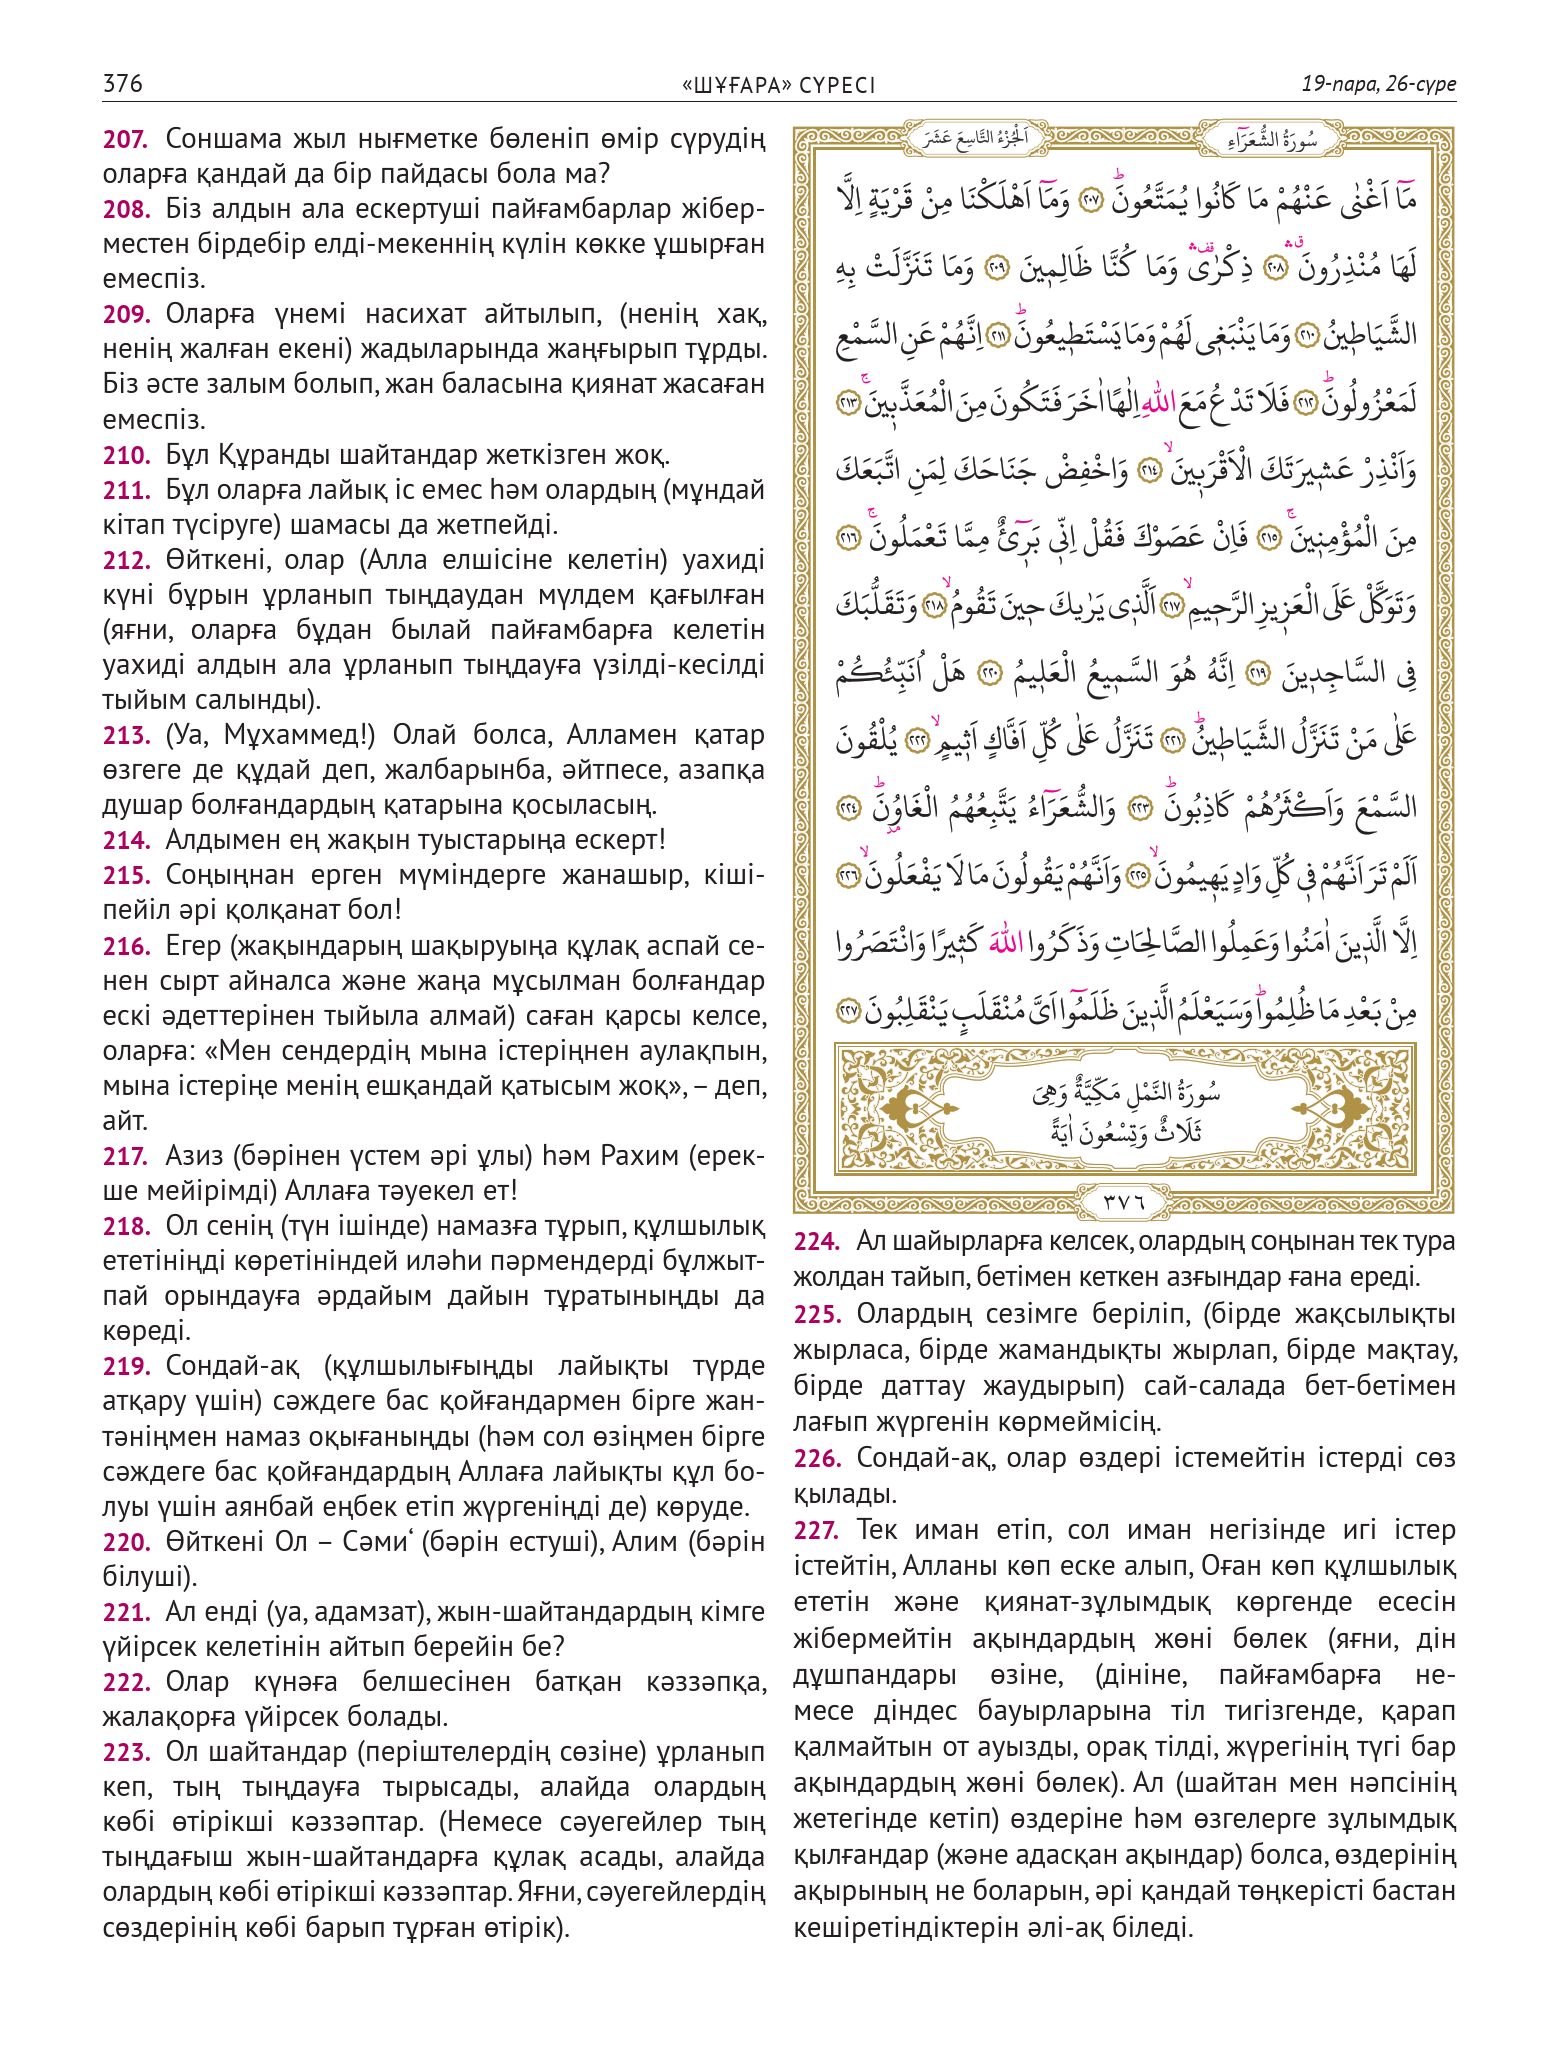 376
«ШҰҒАРА» СҮРЕСІ
19-пара, 26-сүре
207. Соншама жыл нығметке бөленіп өмір сүрудің
оларға қандай да бір пайдасы бола ма?
208. Біз алдын ала ескертуші пайғамбарлар жібер-
местен бірдебір елді-мекеннің күлін көкке ұшырған
емеспіз.
209. Оларға үнемі насихат айтылып, (ненің хақ,
ненің жалған екені) жадыларында жаңғырып тұрды.
Біз әсте залым болып, жан баласына қиянат жасаған
емеспіз.
210. Бұл Құранды шайтандар жеткізген жоқ.
211. Бұл оларға лайық іс емес һәм олардың (мұндай
кітап түсіруге) шамасы да жетпейді.
212. Өйткені, олар (Алла елшісіне келетін) уахиді
күні бұрын ұрланып тыңдаудан мүлдем қағылған
(яғни, оларға бұдан былай пайғамбарға келетін
уахиді алдын ала ұрланып тыңдауға үзілді-кесілді
тыйым салынды).
213. (Уа, Мұхаммед!) Олай болса, Алламен қатар
өзгеге де құдай деп, жалбарынба, әйтпесе, азапқа
душар болғандардың қатарына қосыласың.
214. Алдымен ең жақын туыстарыңа ескерт!
215. Соңыңнан ерген мүміндерге жанашыр, кіші-
пейіл әрі қолқанат бол!
216. Егер (жақындарың шақыруыңа құлақ аспай се-
нен сырт айналса және жаңа мұсылман болғандар
ескі әдеттерінен тыйыла алмай) саған қарсы келсе,
оларға: «Мен сендердің мына істеріңнен аулақпын,
мына істеріңе менің ешқандай қатысым жоқ», – деп,
айт.
217. Азиз (бәрінен үстем әрі ұлы) һәм Рахим (ерек-
ше мейірімді) Аллаға тәуекел ет!
218. Ол сенің (түн ішінде) намазға тұрып, құлшылық
ететініңді көретініндей иләһи пәрмендерді бұлжыт-
пай орындауға әрдайым дайын тұратыныңды да
көреді.
219. Сондай-ақ (құлшылығыңды лайықты түрде
атқару үшін) сәждеге бас қойғандармен бірге жан-
тәніңмен намаз оқығаныңды (һәм сол өзіңмен бірге
сәждеге бас қойғандардың Аллаға лайықты құл бо-
луы үшін аянбай еңбек етіп жүргеніңді де) көруде.
220. Өйткені Ол – Сәми‘ (бәрін естуші), Алим (бәрін
білуші).
221. Ал енді (уа, адамзат), жын-шайтандардың кімге
үйірсек келетінін айтып берейін бе?
222. Олар күнәға белшесінен батқан кәззәпқа,
жалақорға үйірсек болады.
223. Ол шайтандар (періштелердің сөзіне) ұрланып
кеп, тың тыңдауға тырысады, алайда олардың
көбі өтірікші кәззәптар. (Немесе сәуегейлер тың
тыңдағыш жын-шайтандарға құлақ асады, алайда
олардың көбі өтірікші кәззәптар. Яғни, сәуегейлердің
сөздерінің көбі барып тұрған өтірік).
سُورَةُ الشُّعَرَٓاءِ
اَلْجُزْءُ التَّاسِعَ عَشَرَ
مَٓا اَغْنٰى عَنْهُمْ مَا كَانُوا يُمَتَّعُونَۜ ﴿٢٠٧﴾ وَمَٓا اَهْلَكْنَا مِنْ قَرْيَةٍ اِلَّا
لَهَا مُنْذِرُونَۗ ﴿٢٠٨﴾ ذِكْرٰى۠ وَمَا كُنَّا ظَالِمٖينَ ﴿٢٠٩﴾ وَمَا تَنَزَّلَتْ بِهِ
الشَّيَاطٖينُ ﴿٢١٠﴾ وَمَا يَنْبَغٖي لَهُمْ وَمَا يَسْتَطٖيعُونَۜ ﴿٢١١﴾ اِنَّهُمْ عَنِ السَّمْعِ
لَمَعْزُولُونَۜ ﴿٢١٢﴾ فَلَا تَدْعُ مَعَ اللّٰهِ اِلٰهًا اٰخَرَ فَتَكُونَ مِنَ الْمُعَذَّبٖينَۚ ﴿٢١٣﴾
وَاَنْذِرْ عَشٖيرَتَكَ الْاَقْرَبٖينَۙ ﴿٢١٤﴾ وَاخْفِضْ جَنَاحَكَ لِمَنِ اتَّبَعَكَ
مِنَ الْمُؤْمِنٖينَۚ ﴿٢١٥﴾ فَاِنْ عَصَوْكَ فَقُلْ اِنّٖي بَرٖٓيءٌ مِمَّا تَعْمَلُونَۚ ﴿٢١٦﴾
وَتَوَكَّلْ عَلَى الْعَزٖيزِ الرَّحٖيمِۙ ﴿٢١٧﴾ اَلَّذٖي يَرٰيكَ حٖينَ تَقُومُۙ ﴿٢١٨﴾ وَتَقَلُّبَكَ
فِي السَّاجِدٖينَ ﴿٢١٩﴾ اِنَّهُ هُوَ السَّمٖيعُ الْعَلٖيمُ ﴿٢٢٠﴾ هَلْ اُنَبِّئُكُمْ
عَلٰى مَنْ تَنَزَّلُ الشَّيَاطٖينُۜ ﴿٢٢١﴾ تَنَزَّلُ عَلٰى كُلِّ اَفَّاكٍ اَثٖيمٍۙ ﴿٢٢٢﴾ يُلْقُونَ
السَّمْعَ وَاَكْثَرُهُمْ كَاذِبُونَۜ ﴿٢٢٣﴾ وَالشُّعَرَٓاءُ يَتَّبِعُهُمُ الْغَاوُ۫نَۜ ﴿٢٢٤﴾
اَلَمْ تَرَ اَنَّهُمْ فٖي كُلِّ وَادٍ يَهٖيمُونَۙ ﴿٢٢٥﴾ وَاَنَّهُمْ يَقُولُونَ مَا لَا يَفْعَلُونَۙ ﴿٢٢٦﴾
اِلَّا الَّذٖينَ اٰمَنُوا وَعَمِلُوا الصَّالِحَاتِ وَذَكَرُوا اللّٰهَ كَثٖيرًا وَانْتَصَرُوا
مِنْ بَعْدِ مَا ظُلِمُواۜ وَسَيَعْلَمُ الَّذٖينَ ظَلَمُٓوا اَيَّ مُنْقَلَبٍ يَنْقَلِبُونَ ﴿٢٢٧﴾
سُورَةُ النَّمْلِ مَكِّيَّةٌ وَهِيَ
ثَلَاثٌ وَتِسْعُونَ اٰيَةً
٣٧٦
224. Ал шайырларға келсек, олардың соңынан тек тура
жолдан тайып, бетімен кеткен азғындар ғана ереді.
225. Олардың сезімге беріліп, (бірде жақсылықты
жырласа, бірде жамандықты жырлап, бірде мақтау,
бірде даттау жаудырып) сай-салада бет-бетімен
лағып жүргенін көрмеймісің.
226. Сондай-ақ, олар өздері істемейтін істерді сөз
қылады.
227. Тек иман етіп, сол иман негізінде игі істер
істейтін, Алланы көп еске алып, Оған көп құлшылық
ететін және қиянат-зұлымдық көргенде есесін
жібермейтін ақындардың жөні бөлек (яғни, дін
дұшпандары өзіне, (дініне, пайғамбарға не-
месе діндес бауырларына тіл тигізгенде, қарап
қалмайтын от ауызды, орақ тілді, жүрегінің түгі бар
ақындардың жөні бөлек). Ал (шайтан мен нәпсінің
жетегінде кетіп) өздеріне һәм өзгелерге зұлымдық
қылғандар (және адасқан ақындар) болса, өздерінің
ақырының не боларын, әрі қандай төңкерісті бастан
кешіретіндіктерін әлі-ақ біледі.